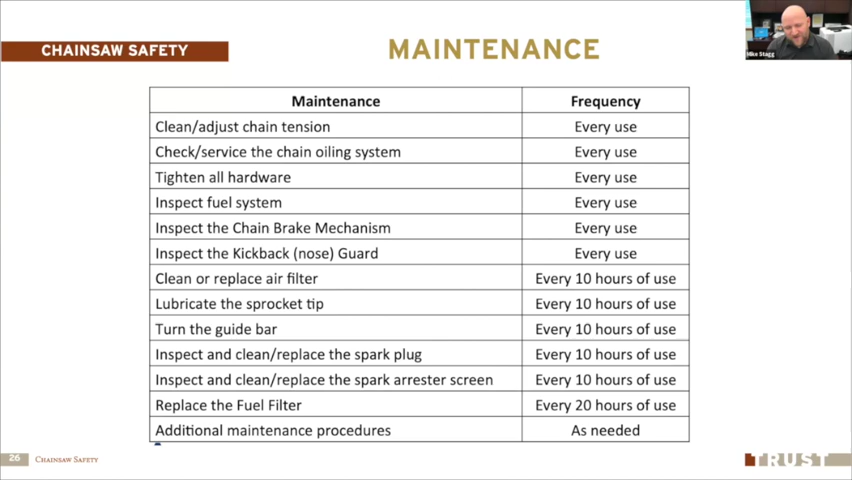 CHAINSAW SAFETY
MAINTENANCE
Mike Stagg
Maintenance Frequency
Clean/adjust chain tension Every use
Check/service the chain oiling system Every use
Tighten all hardware Every use
Inspect fuel system Every use
Inspect the Chain Brake Mechanism Every use
Inspect the Kickback (nose) Guard Every use
Clean or replace air filter Every 10 hours of use
Lubricate the sprocket tip Every 10 hours of use
Turn the guide bar Every 10 hours of use
Inspect and clean/replace the spark plug Every 10 hours of use
Inspect and clean/replace the spark arrester screen Every 10 hours of use
Replace the Fuel Filter Every 20 hours of use
Additional maintenance procedures As needed
26 CHAINSAW SAFETY
TRUST